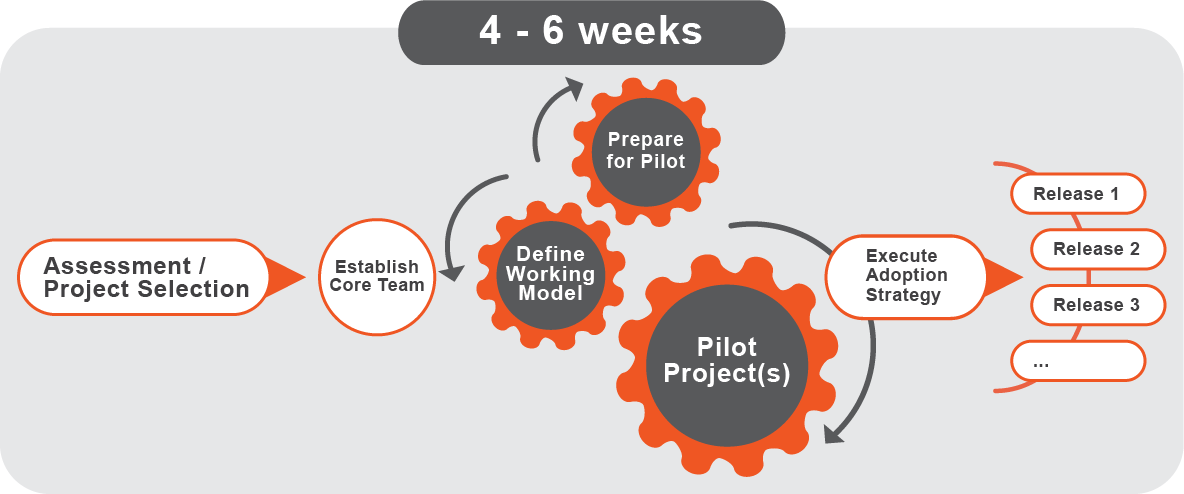 4 - 6 weeks
Assessment /
Project Selection
Establish
Core Team
Define
Working
Model
Prepare
for Pilot
Pilot
Project(s)
Execute
Adoption
Strategy
Release 1
Release 2
Release 3
...